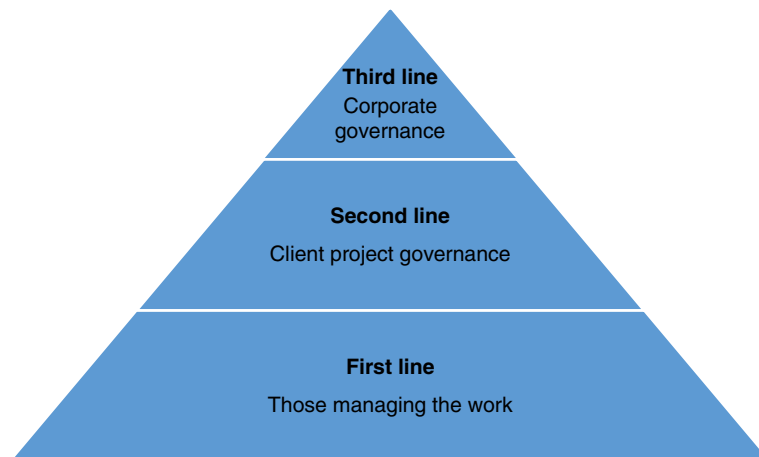 Third line
Corporate
governance
Second line
Client project governance
First line
Those managing the work